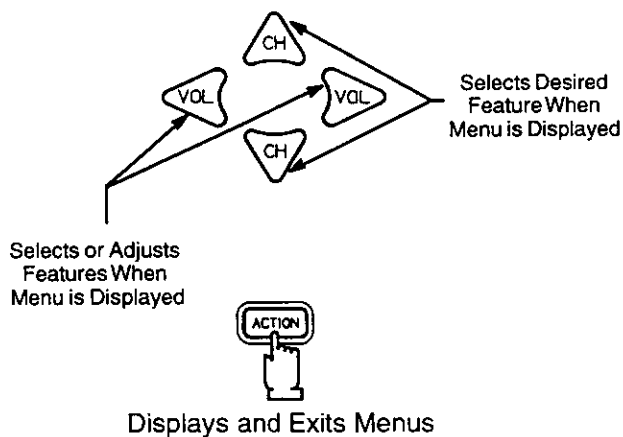 CH
VOL
VOL
CH
Selects Desired
Feature When
Menu is Displayed
Selects or Adjusts
Features When
Menu is Displayed
ACTION
Displays and Exits Menus